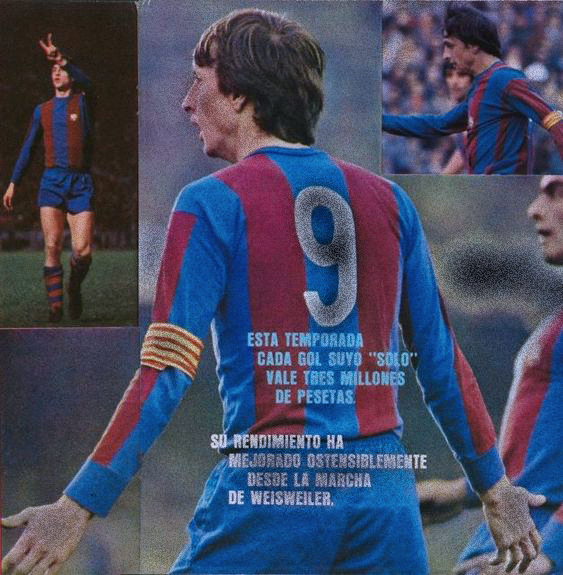 9
ESTA TEMPORADA
CADA GOL SUYO "SOLO"
VALE TRES MILLONES
DE PESETAS.
SU RENDIMIENTO HA
MEJORADO OSTENSIBLEMENTE
DESDE LA MARCHA
DE WEISWEILER.